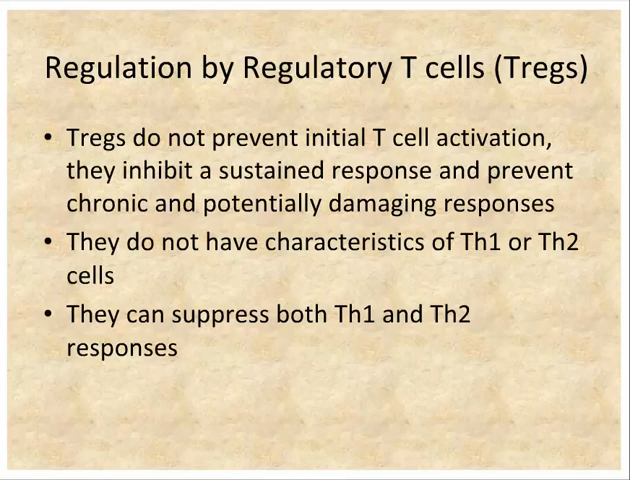 Regulation by Regulatory T cells (Tregs)
• Tregs do not prevent initial T cell activation,
they inhibit a sustained response and prevent
chronic and potentially damaging responses
• They do not have characteristics of Th1 or Th2
cells
• They can suppress both Th1 and Th2
responses